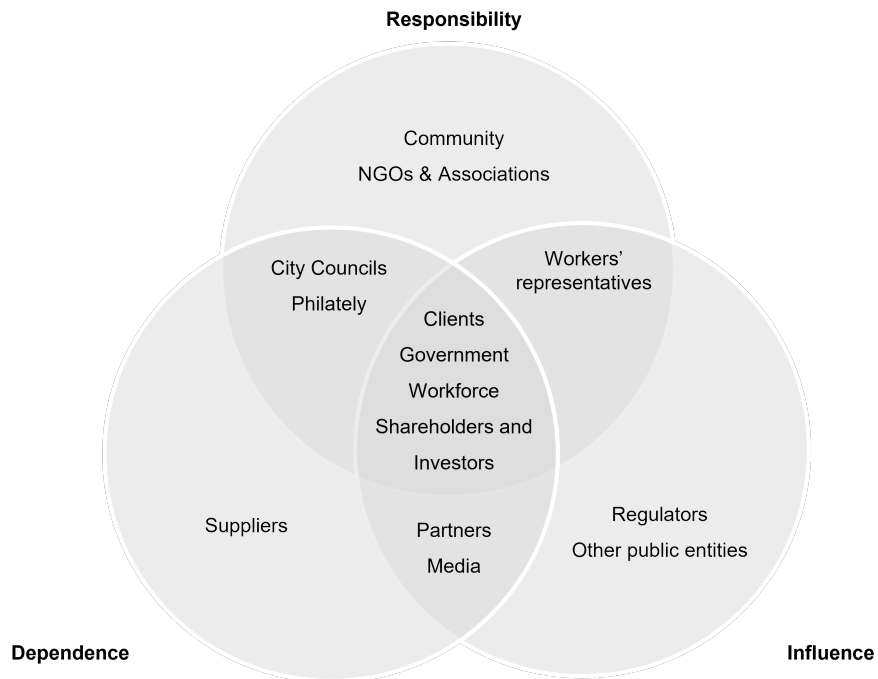 Responsibility
Community
NGOs & Associations
City Councils
Philately
Workers’
representatives
Clients
Government
Workforce
Shareholders and
Investors
Suppliers
Partners
Media
Regulators
Other public entities
Dependence
Influence